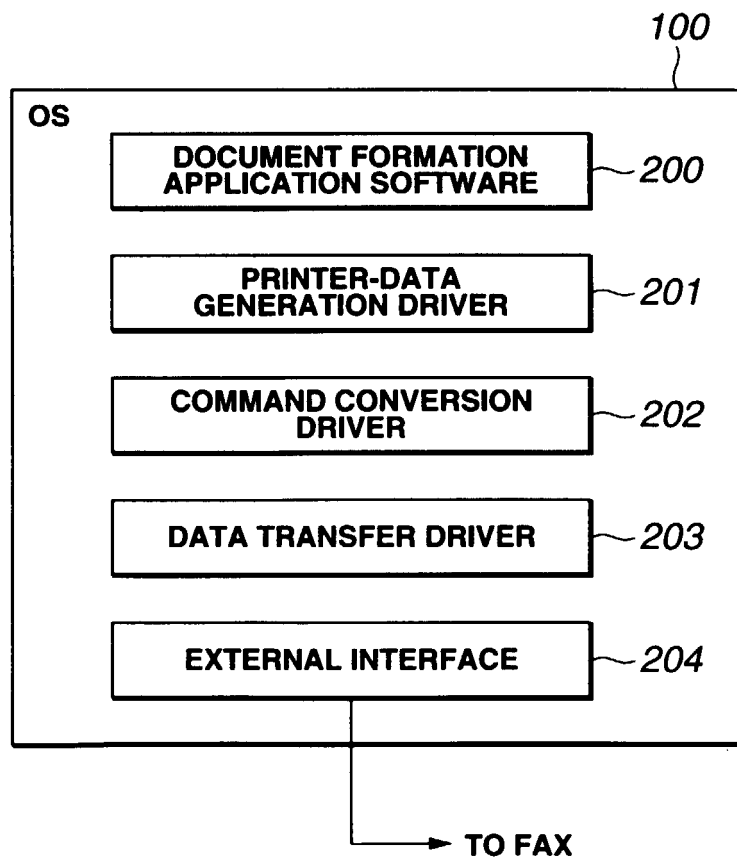 100
OS
DOCUMENT FORMATION
APPLICATION SOFTWARE
200
PRINTER-DATA
GENERATION DRIVER
201
COMMAND CONVERSION
DRIVER
202
DATA TRANSFER DRIVER
203
EXTERNAL INTERFACE
204
TO FAX